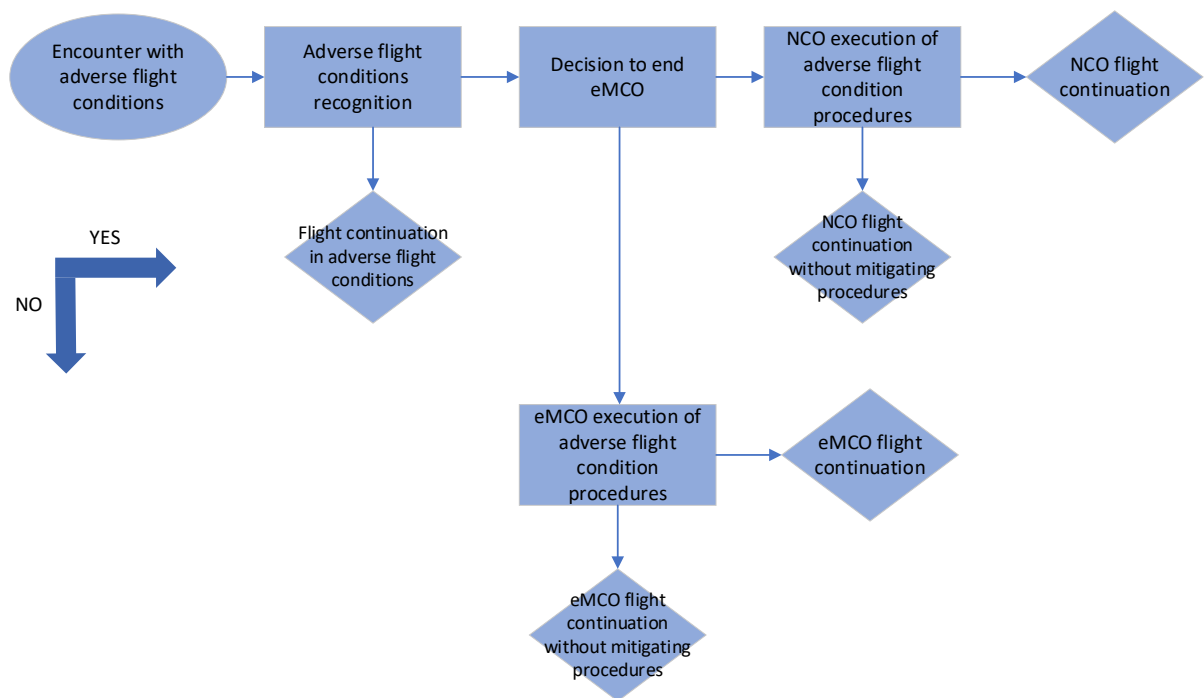 Encounter with
adverse flight
conditions
Adverse flight
conditions
recognition
Decision to end
eMCO
NCO execution of
adverse flight
condition
procedures
NCO flight
continuation
Flight continuation
in adverse flight
conditions
NCO flight
continuation
without mitigating
procedures
YES
NO
eMCO execution of
adverse flight
condition
procedures
eMCO flight
continuation
eMCO flight
continuation
without mitigating
procedures